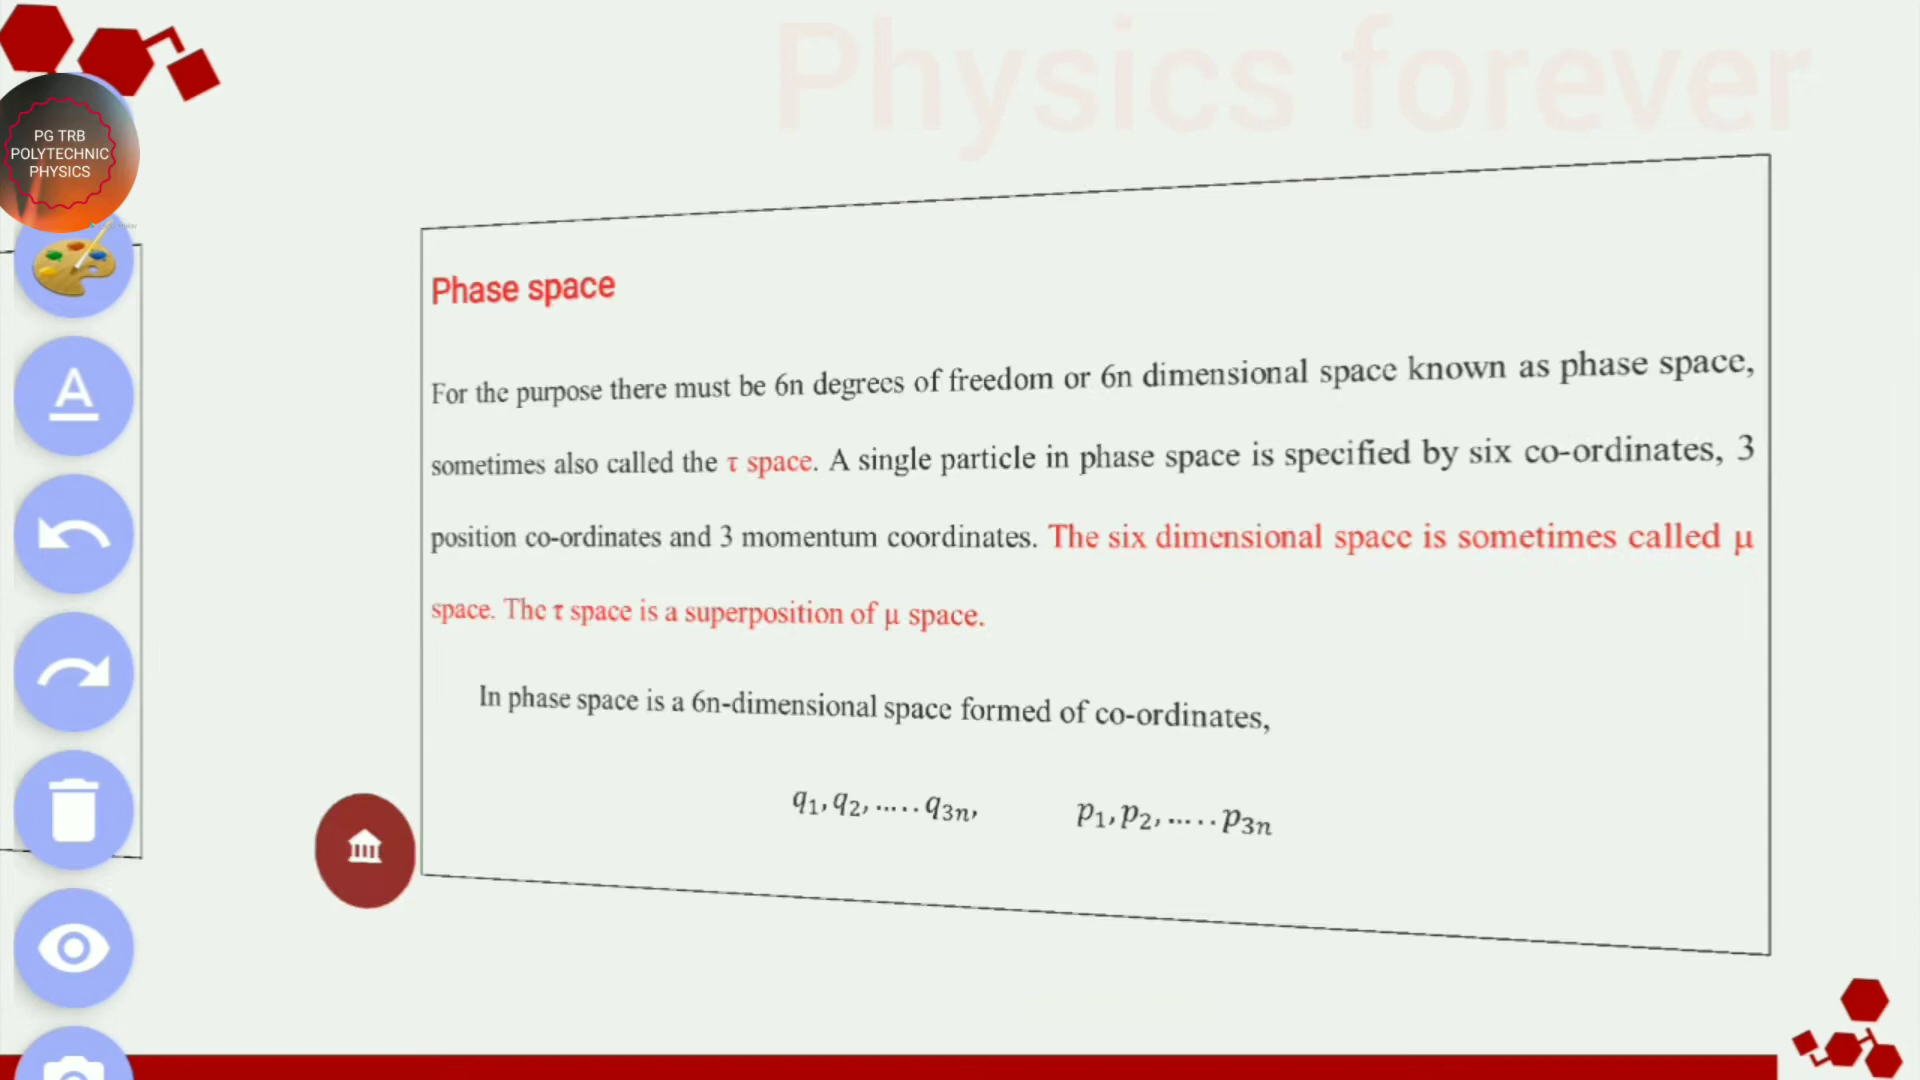 Physics forever
PG TRB
POLYTECHNIC
PHYSICS
Phase space
For the purpose there must be 6n degrees of freedom or 6n dimensional space known as phase space,
sometimes also called the τ space. A single particle in phase space is specified by six co-ordinates, 3
position co-ordinates and 3 momentum coordinates. The six dimensional space is sometimes called μ
space. The τ space is a superposition of μ space.
In phase space is a 6n-dimensional space formed of co-ordinates,
q₁, q₂, ..... q₃ₙ, p₁, p₂, ..... p₃ₙ
A